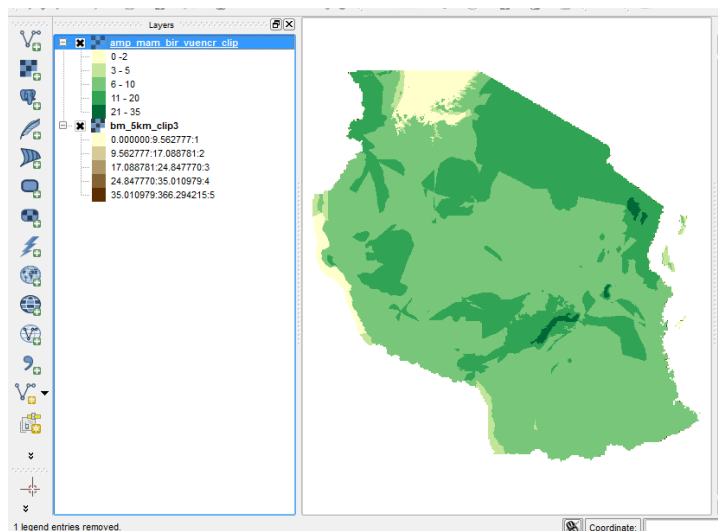 Layers
amp_mam_bir_vuencr_clip
0 -2
3 - 5
6 - 10
11 - 20
21 - 35
bm_5km_clip3
0.000000:9.562777:1
9.562777:17.088781:2
17.088781:24.847770:3
24.847770:35.010979:4
35.010979:366.294215:5
1 legend entries removed.
Coordinate: